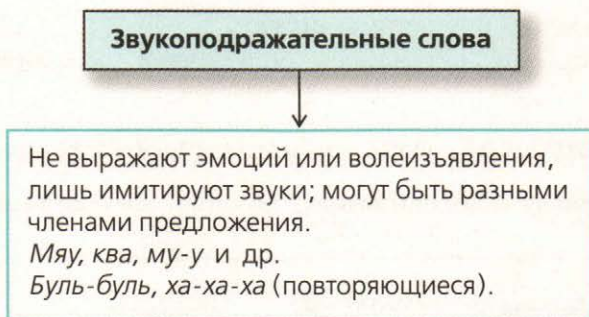 Звукоподражательные слова
Не выражают эмоций или волеизъявления,
лишь имитируют звуки; могут быть разными
членами предложения.
Мяу, ква, му-у и др.
Буль-буль, ха-ха-ха (повторяющиеся).